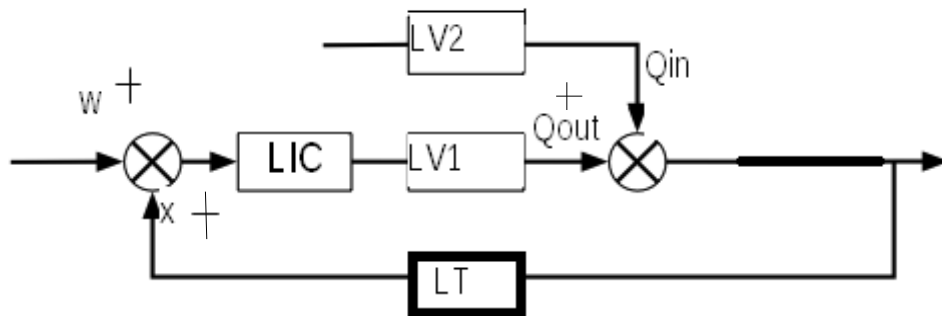 LV2
Qin
w +
+
Qout
LIC
LV1
x +
LT